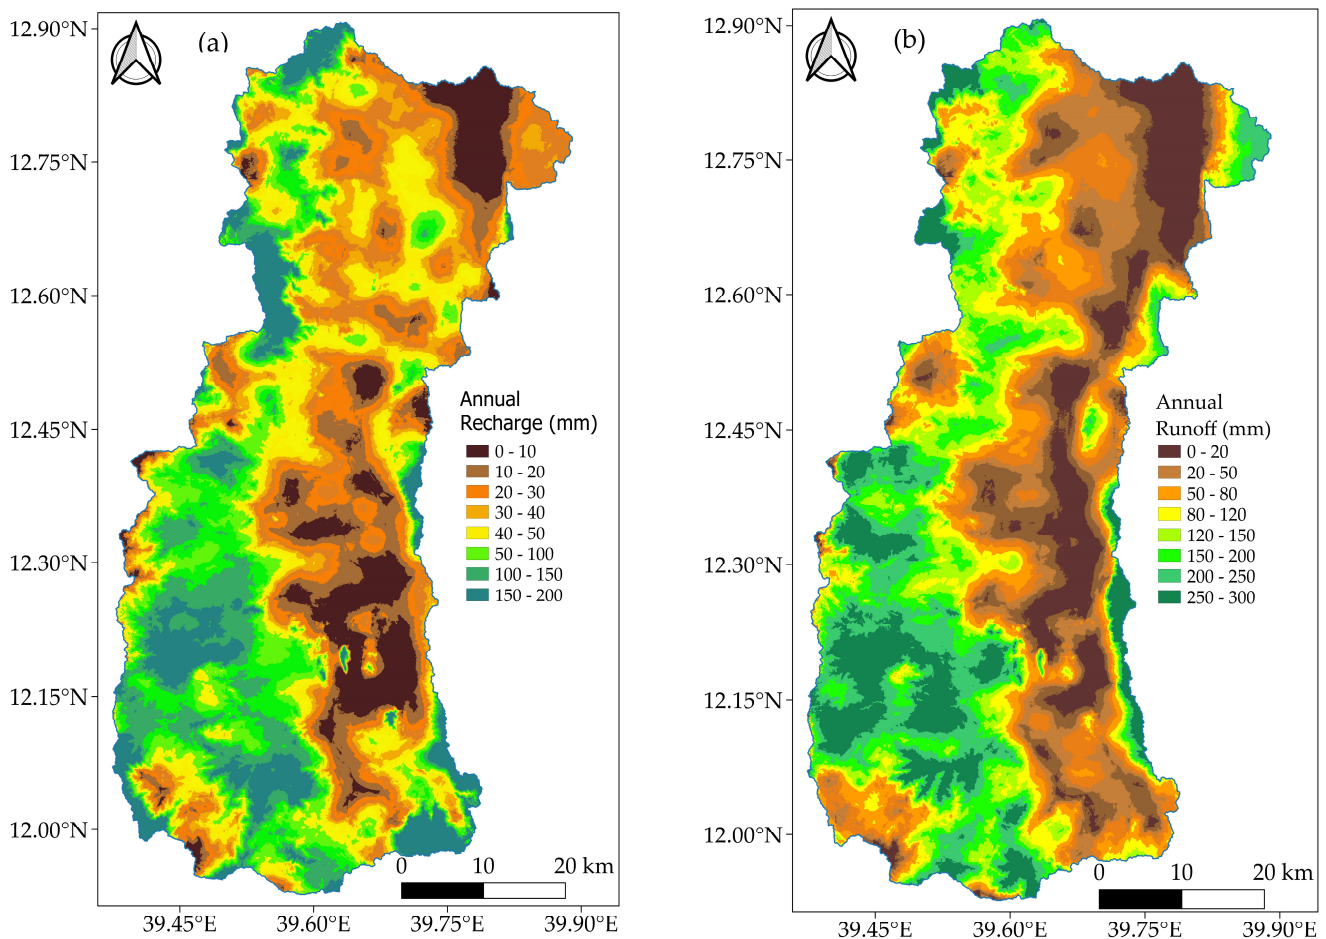 (a)
12.90°N
12.75°N
12.60°N
12.45°N
12.30°N
12.15°N
12.00°N
Annual
Recharge (mm)
0 - 10
10 - 20
20 - 30
30 - 40
40 - 50
50 - 100
100 - 150
150 - 200
0 10 20 km
39.45°E 39.60°E 39.75°E 39.90°E
(b)
12.90°N
12.75°N
12.60°N
12.45°N
12.30°N
12.15°N
12.00°N
Annual
Runoff (mm)
0 - 20
20 - 50
50 - 80
80 - 120
120 - 150
150 - 200
200 - 250
250 - 300
0 10 20 km
39.45°E 39.60°E 39.75°E 39.90°E